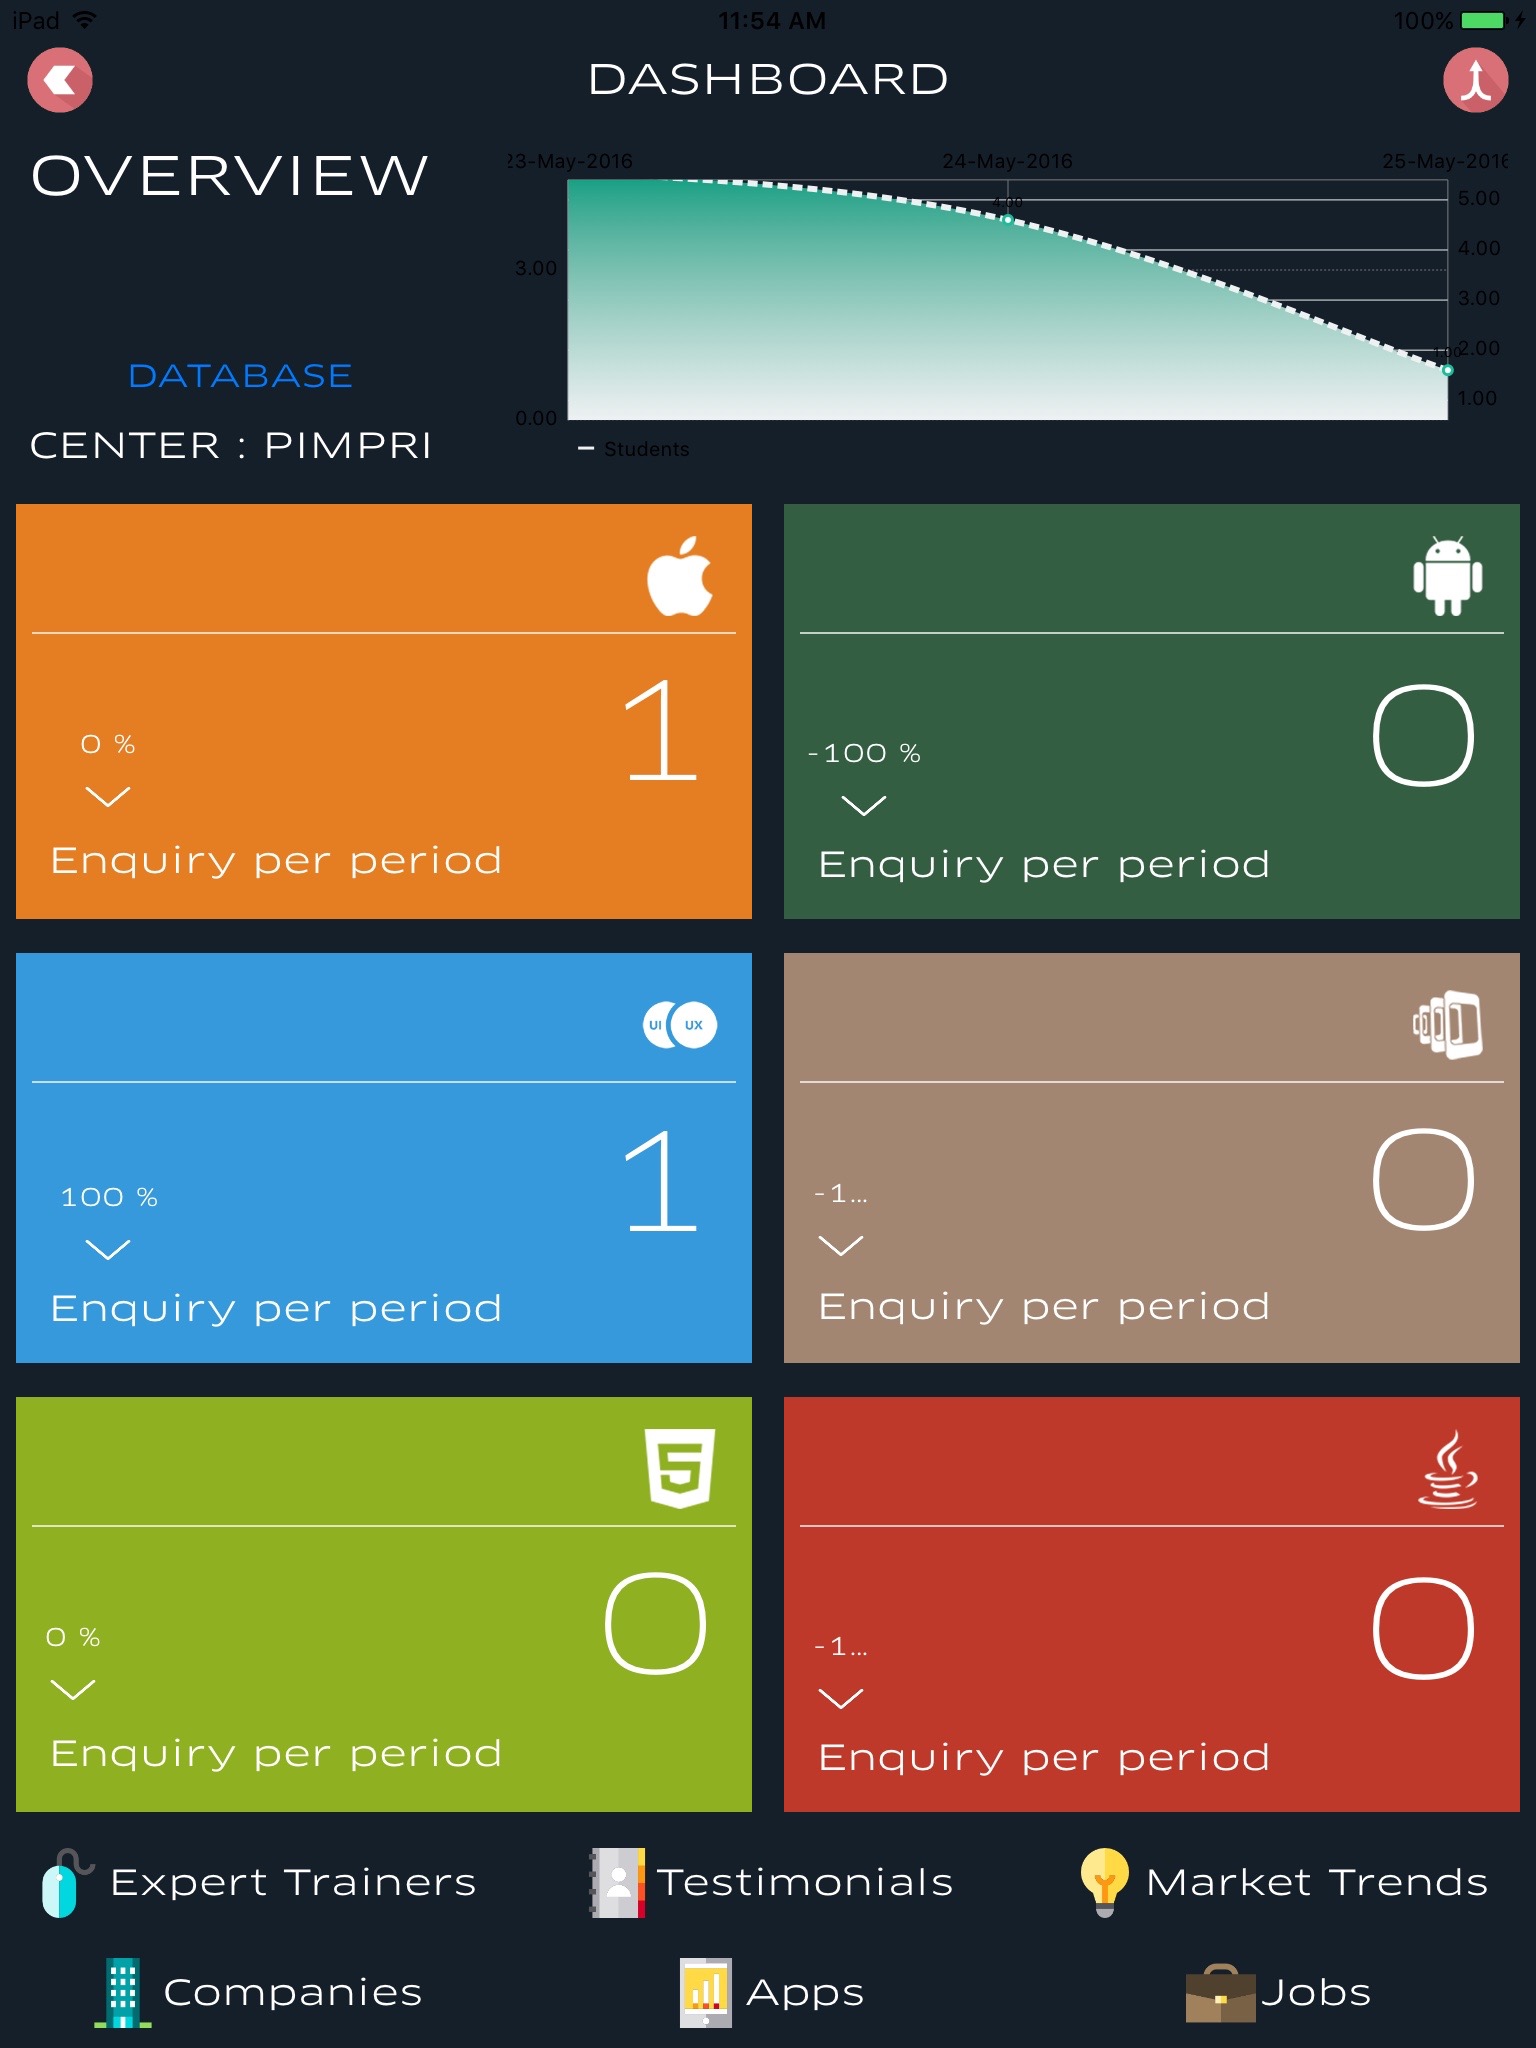 iPad 11:54 AM 100%
DASHBOARD
OVERVIEW
23-May-2016 24-May-2016 25-May-2016
5.00
4.00
4.00
3.00
3.00
1.00 2.00
1.00
0.00
Students
DATABASE
CENTER : PIMPRI
1
0 %
Enquiry per period
0
-100 %
Enquiry per period
UI UX
1
100 %
Enquiry per period
0
-1...
Enquiry per period
5
0
0 %
Enquiry per period
0
-1...
Enquiry per period
Expert Trainers Testimonials Market Trends
Companies Apps Jobs